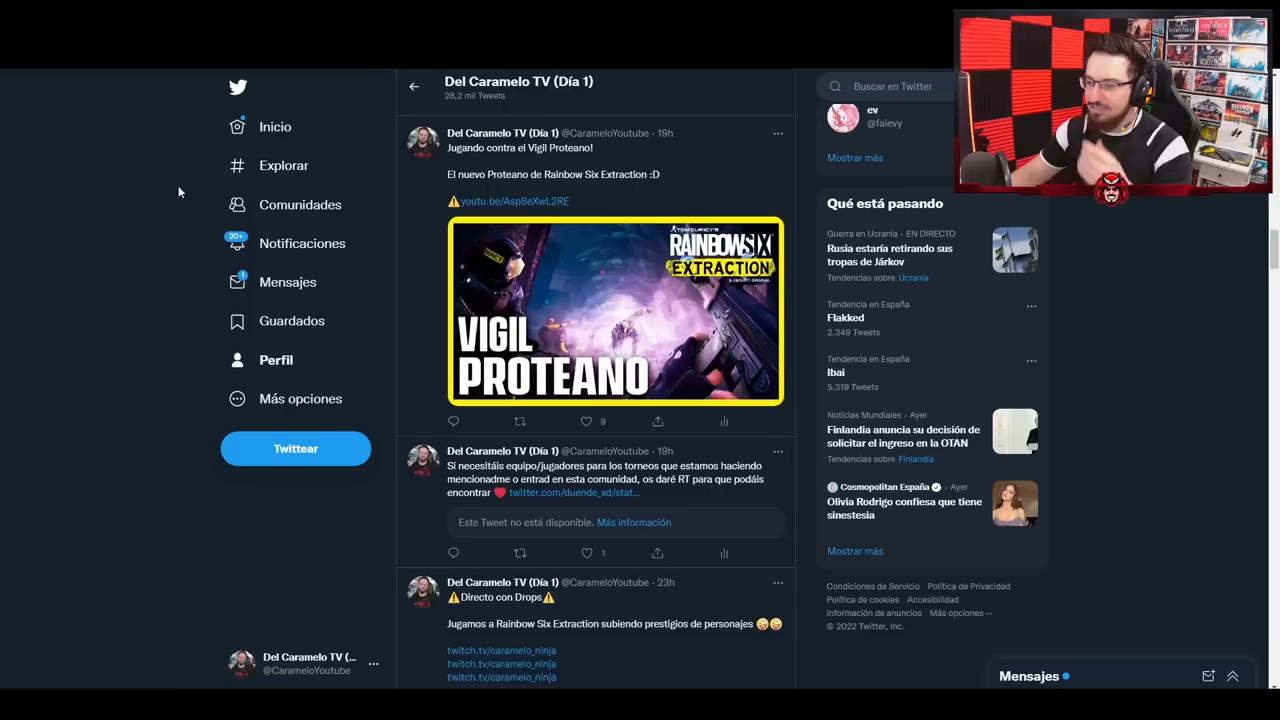 Inicio
Explorar
Comunidades
20+
Notificaciones
1
Mensajes
Guardados
Perfil
Más opciones
Twittear
Del Caramelo TV (...
@CarameloYoutube
Del Caramelo TV (Día 1)
28,2 mil Tweets
Del Caramelo TV (Día 1) @CarameloYoutube · 19h
Jugando contra el Vigil Proteano!
El nuevo Proteano de Rainbow Six Extraction :D
⚠️youtu.be/AspSeXwL2RE
TOM CLANCY'S
RAINBOW SIX
EXTRACTION
A UBISOFT ORIGINAL
VIGIL
PROTEANO
9
Del Caramelo TV (Día 1) @CarameloYoutube · 19h
Si necesitáis equipo/jugadores para los torneos que estamos haciendo
mencionadme o entrad en esta comunidad, os daré RT para que podáis
encontrar ❤️ twitter.com/duende_xd/stat...
Este Tweet no está disponible. Más información
1
Del Caramelo TV (Día 1) @CarameloYoutube · 23h
⚠️Directo con Drops⚠️
Jugamos a Rainbow Six Extraction subiendo prestigios de personajes 🤪🤪
twitch.tv/caramelo_ninja
twitch.tv/caramelo_ninja
twitch.tv/caramelo_ninja
Buscar en Twitter
ev
@faievy
Mostrar más
Qué está pasando
Guerra en Ucrania · EN DIRECTO
Rusia estaría retirando sus
tropas de Járkov
Tendencias sobre Ucrania
Tendencia en España
Flakked
2.349 Tweets
Tendencia en España
Ibai
5.319 Tweets
Noticias Mundiales · Ayer
Finlandia anuncia su decisión de
solicitar el ingreso en la OTAN
Tendencias sobre Finlandia
Cosmopolitan España · Ayer
Olivia Rodrigo confiesa que tiene
sinestesia
Mostrar más
Condiciones de Servicio Política de Privacidad
Política de cookies Accesibilidad
Información de anuncios Más opciones ···
© 2022 Twitter, Inc.
Mensajes